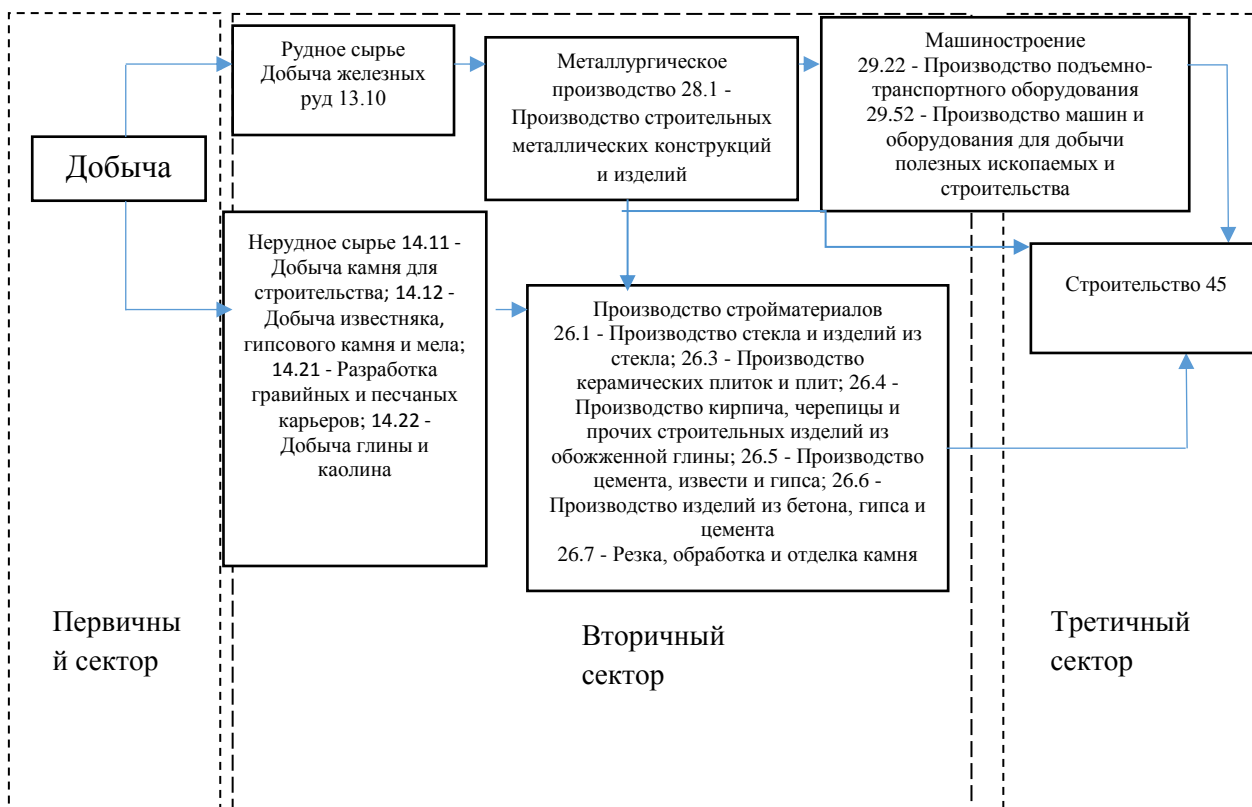 Добыча
Рудное сырье
Добыча железных
руд 13.10
Металлургическое
производство 28.1 -
Производство строительных
металлических конструкций
и изделий
Машиностроение
29.22 - Производство подъемно-
транспортного оборудования
29.52 - Производство машин и
оборудования для добычи
полезных ископаемых и
строительства
Нерудное сырье 14.11 -
Добыча камня для
строительства; 14.12 -
Добыча известняка,
гипсового камня и мела;
14.21 - Разработка
гравийных и песчаных
карьеров; 14.22 -
Добыча глины и
каолина
Производство стройматериалов
26.1 - Производство стекла и изделий из
стекла; 26.3 - Производство
керамических плиток и плит; 26.4 -
Производство кирпича, черепицы и
прочих строительных изделий из
обожженной глины; 26.5 - Производство
цемента, извести и гипса; 26.6 -
Производство изделий из бетона, гипса и
цемента
26.7 - Резка, обработка и отделка камня
Строительство 45
Первичны
й сектор
Вторичный
сектор
Третичный
сектор